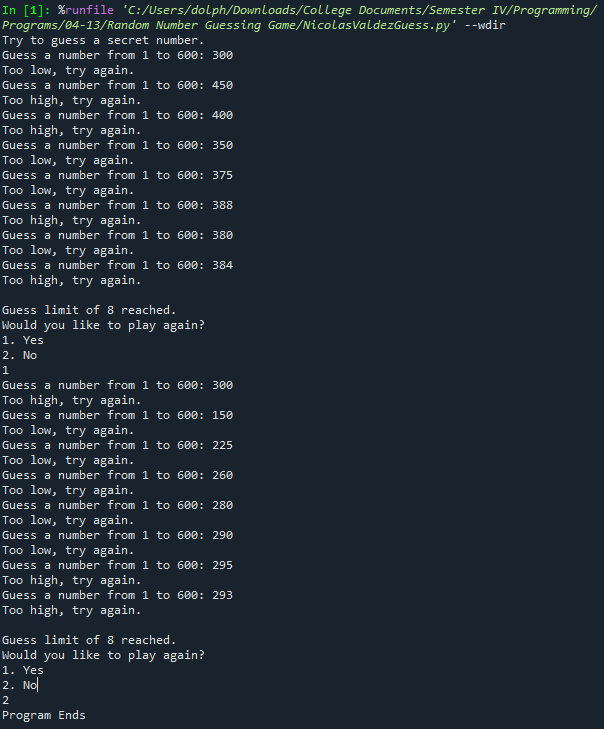 In [1]: %runfile 'C:/Users/dolph/Downloads/College Documents/Semester IV/Programming/
Programs/04-13/Random Number Guessing Game/NicolasValdezGuess.py' --wdir
Try to guess a secret number.
Guess a number from 1 to 600: 300
Too low, try again.
Guess a number from 1 to 600: 450
Too high, try again.
Guess a number from 1 to 600: 400
Too high, try again.
Guess a number from 1 to 600: 350
Too low, try again.
Guess a number from 1 to 600: 375
Too low, try again.
Guess a number from 1 to 600: 388
Too high, try again.
Guess a number from 1 to 600: 380
Too low, try again.
Guess a number from 1 to 600: 384
Too high, try again.
Guess limit of 8 reached.
Would you like to play again?
1. Yes
2. No
1
Guess a number from 1 to 600: 300
Too high, try again.
Guess a number from 1 to 600: 150
Too low, try again.
Guess a number from 1 to 600: 225
Too low, try again.
Guess a number from 1 to 600: 260
Too low, try again.
Guess a number from 1 to 600: 280
Too low, try again.
Guess a number from 1 to 600: 290
Too low, try again.
Guess a number from 1 to 600: 295
Too high, try again.
Guess a number from 1 to 600: 293
Too high, try again.
Guess limit of 8 reached.
Would you like to play again?
1. Yes
2. No
2
Program Ends